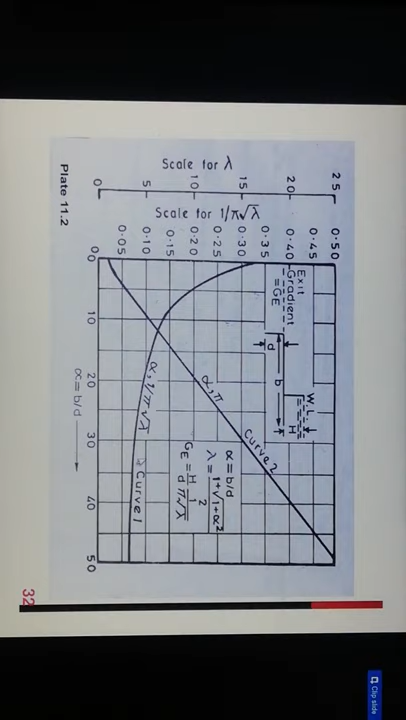 25
20
15
10
5
0
Scale for λ
0.50
0.45
0.40
0.35
0.30
0.25
0.20
0.15
0.10
0.05
0
Scale for 1/π√λ
Exit
Gradient
=GE
W.L.
H
b
d
α,π
Curve 2
α = b/d
λ = 1+√1+α²
2
GE = H 1
d π√λ
α,1/π√λ
Curve 1
0 10 20 30 40 50
α = b/d
Plate 11.2
32
Clip slide